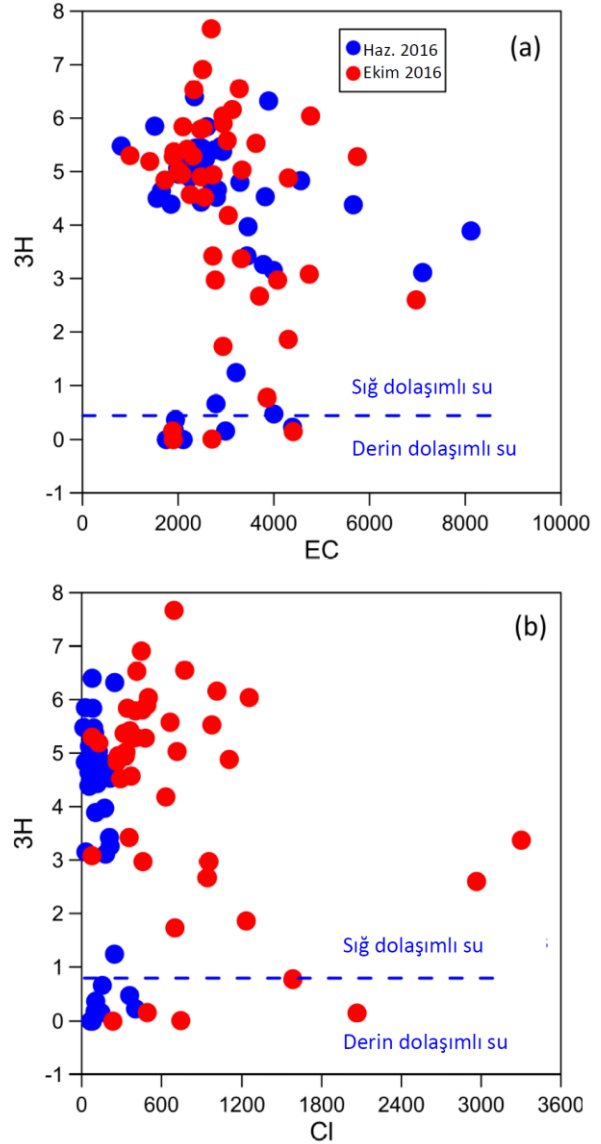 8
(a)
Haz. 2016
7
Ekim 2016
6
5
4
3H
3
2
1
Sığ dolaşımlı su
0
Derin dolaşımlı su
-1
0 2000 4000 6000 8000 10000
EC
8
(b)
7
6
5
4
3H
3
2
Sığ dolaşımlı su
1
0
Derin dolaşımlı su
-1
0 600 1200 1800 2400 3000 3600
Cl